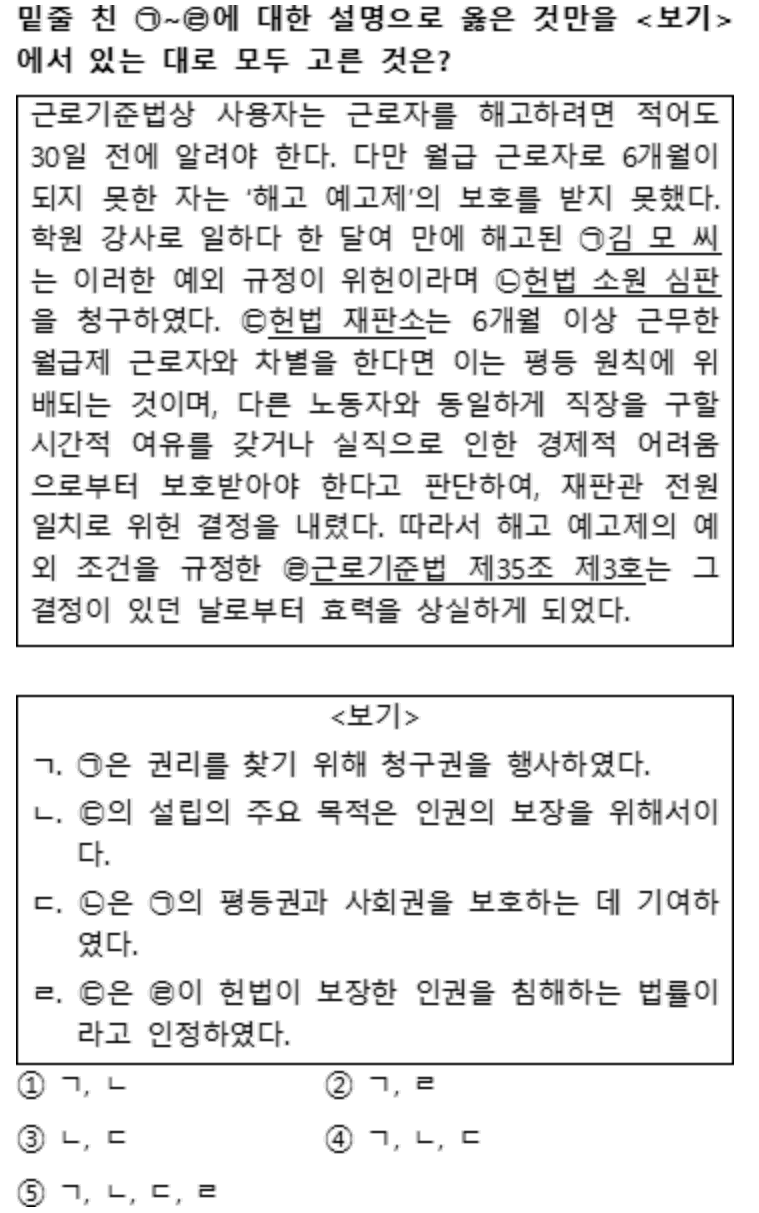 밑줄 친 ㉠~㉣에 대한 설명으로 옳은 것만을 <보기>
에서 있는 대로 모두 고른 것은?
근로기준법상 사용자는 근로자를 해고하려면 적어도
30일 전에 알려야 한다. 다만 월급 근로자로 6개월이
되지 못한 자는 '해고 예고제'의 보호를 받지 못했다.
학원 강사로 일하다 한 달여 만에 해고된 ㉠김 모 씨
는 이러한 예외 규정이 위헌이라며 ㉡헌법 소원 심판
을 청구하였다. ㉢헌법 재판소는 6개월 이상 근무한
월급제 근로자와 차별을 한다면 이는 평등 원칙에 위
배되는 것이며, 다른 노동자와 동일하게 직장을 구할
시간적 여유를 갖거나 실직으로 인한 경제적 어려움
으로부터 보호받아야 한다고 판단하여, 재판관 전원
일치로 위헌 결정을 내렸다. 따라서 해고 예고제의 예
외 조건을 규정한 ㉣근로기준법 제35조 제3호는 그
결정이 있던 날로부터 효력을 상실하게 되었다.
<보기>
ㄱ. ㉠은 권리를 찾기 위해 청구권을 행사하였다.
ㄴ. ㉢의 설립의 주요 목적은 인권의 보장을 위해서이
다.
ㄷ. ㉡은 ㉠의 평등권과 사회권을 보호하는 데 기여하
였다.
ㄹ. ㉢은 ㉣이 헌법이 보장한 인권을 침해하는 법률이
라고 인정하였다.
① ㄱ, ㄴ ② ㄱ, ㄹ
③ ㄴ, ㄷ ④ ㄱ, ㄴ, ㄷ
⑤ ㄱ, ㄴ, ㄷ, ㄹ